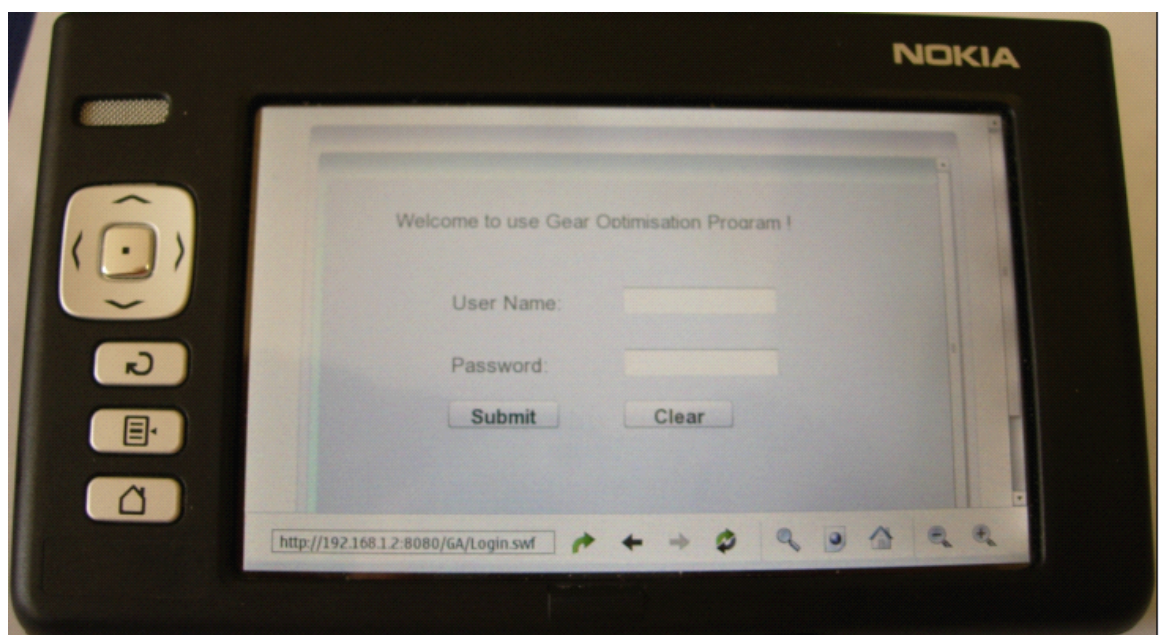 NOKIA
Welcome to use Gear Optimisation Program !
User Name:
Password:
Submit Clear
http://192.168.1.2:8080/GA/Login.swf